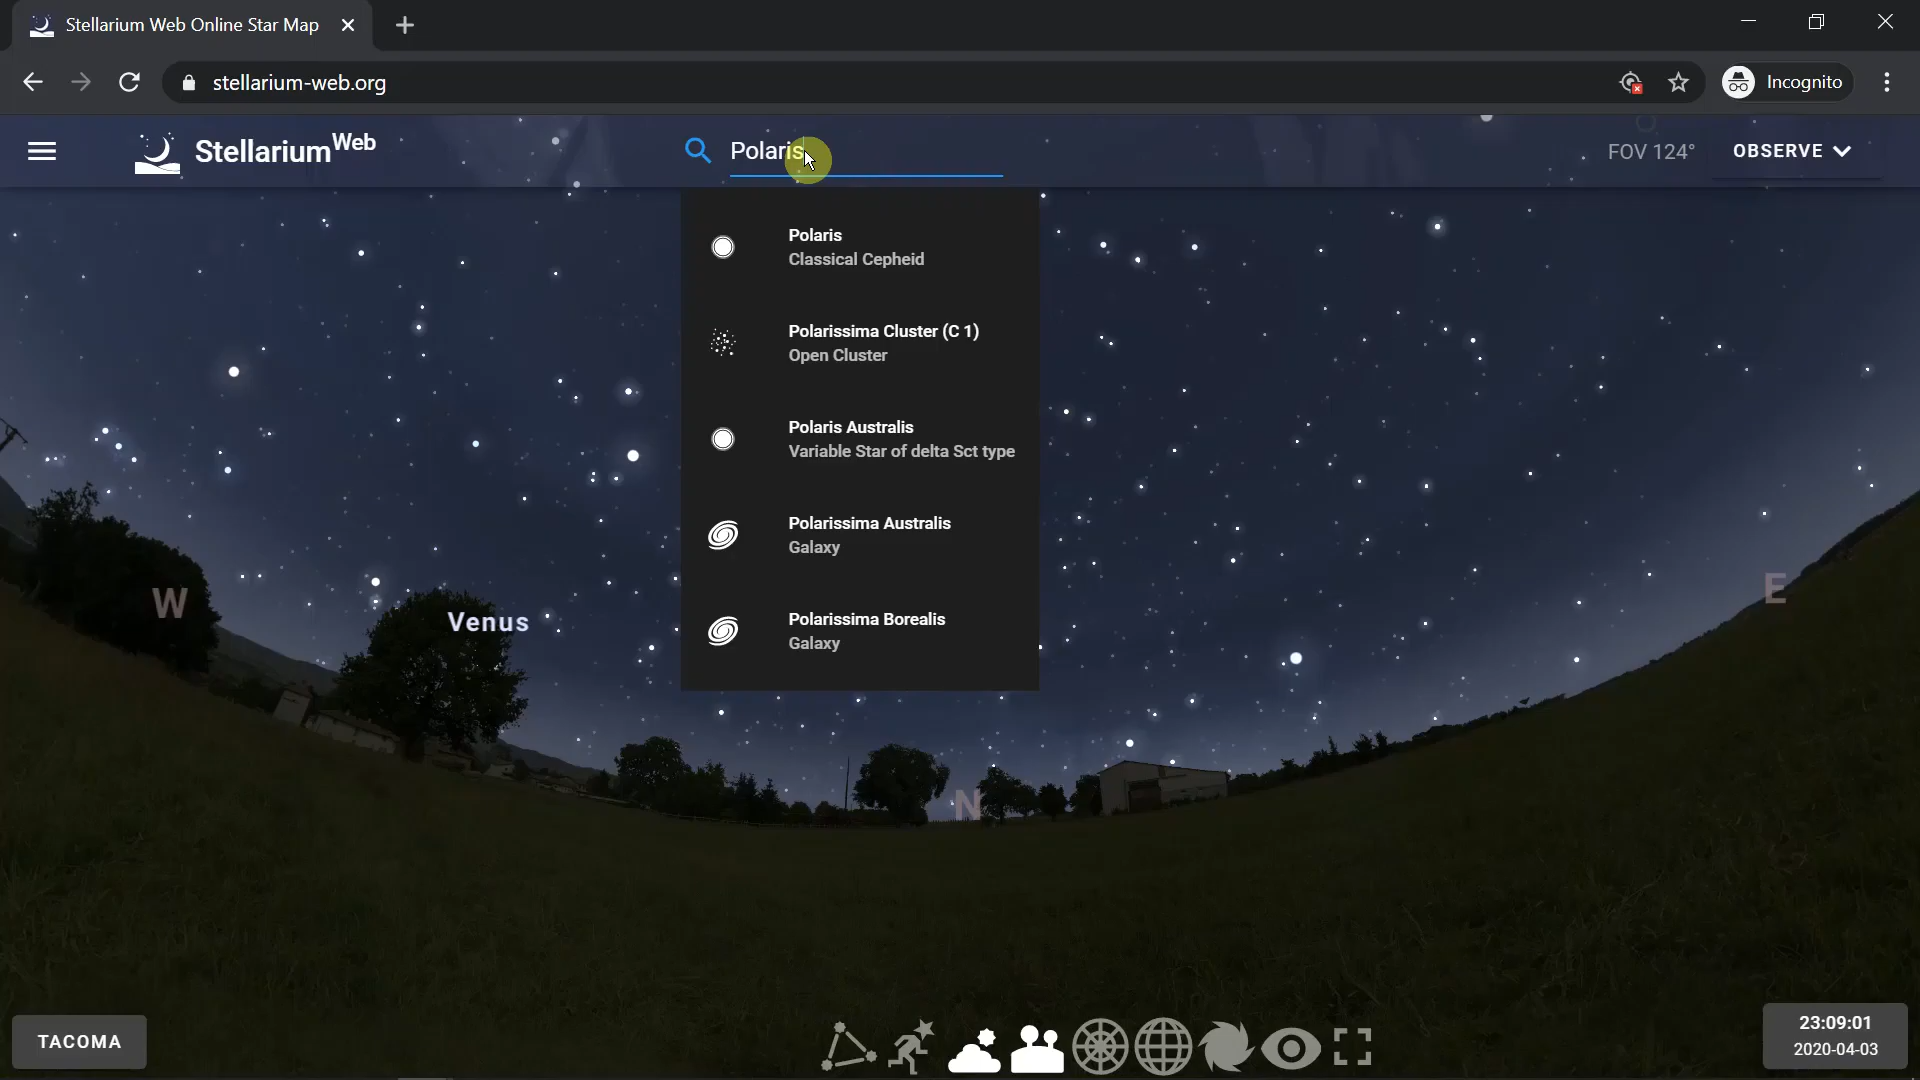 Stellarium Web Online Star Map
stellarium-web.org
Incognito
StellariumWeb
Polaris
FOV 124°
OBSERVE
Polaris
Classical Cepheid
Polarissima Cluster (C 1)
Open Cluster
Polaris Australis
Variable Star of delta Sct type
Polarissima Australis
Galaxy
Polarissima Borealis
Galaxy
W
Venus
E
N
TACOMA
23:09:01
2020-04-03